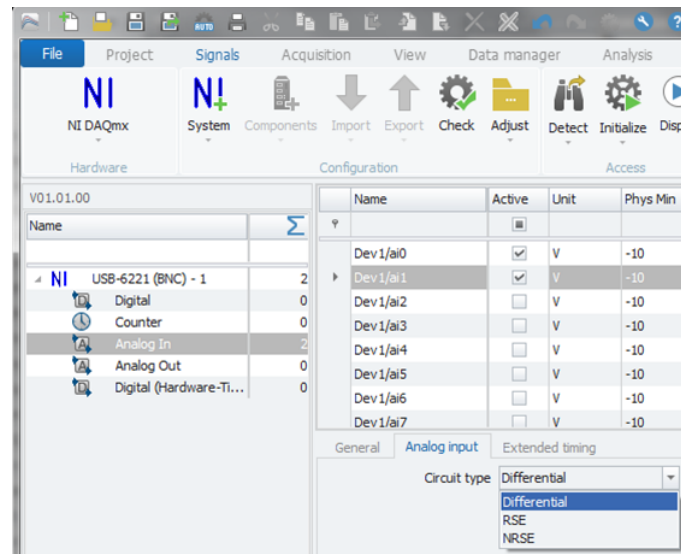 AUTO
File Project Signals Acquisition View Data manager Analysis
NI NI
NI DAQmx System Components Import Export Check Adjust Detect Initialize Disp
Hardware Configuration Access
V01.01.00
Name Active Unit Phys Min
Name Σ
Dev1/ai0 V -10
NI USB-6221 (BNC) - 1 2 Dev1/ai1 V -10
Digital 0 Dev1/ai2 V -10
Counter 0 Dev1/ai3 V -10
Analog In 2 Dev1/ai4 V -10
Analog Out 0 Dev1/ai5 V -10
Digital (Hardware-Ti... 0 Dev1/ai6 V -10
Dev1/ai7 V -10
General Analog input Extended timing
Circuit type Differential
Differential
RSE
NRSE